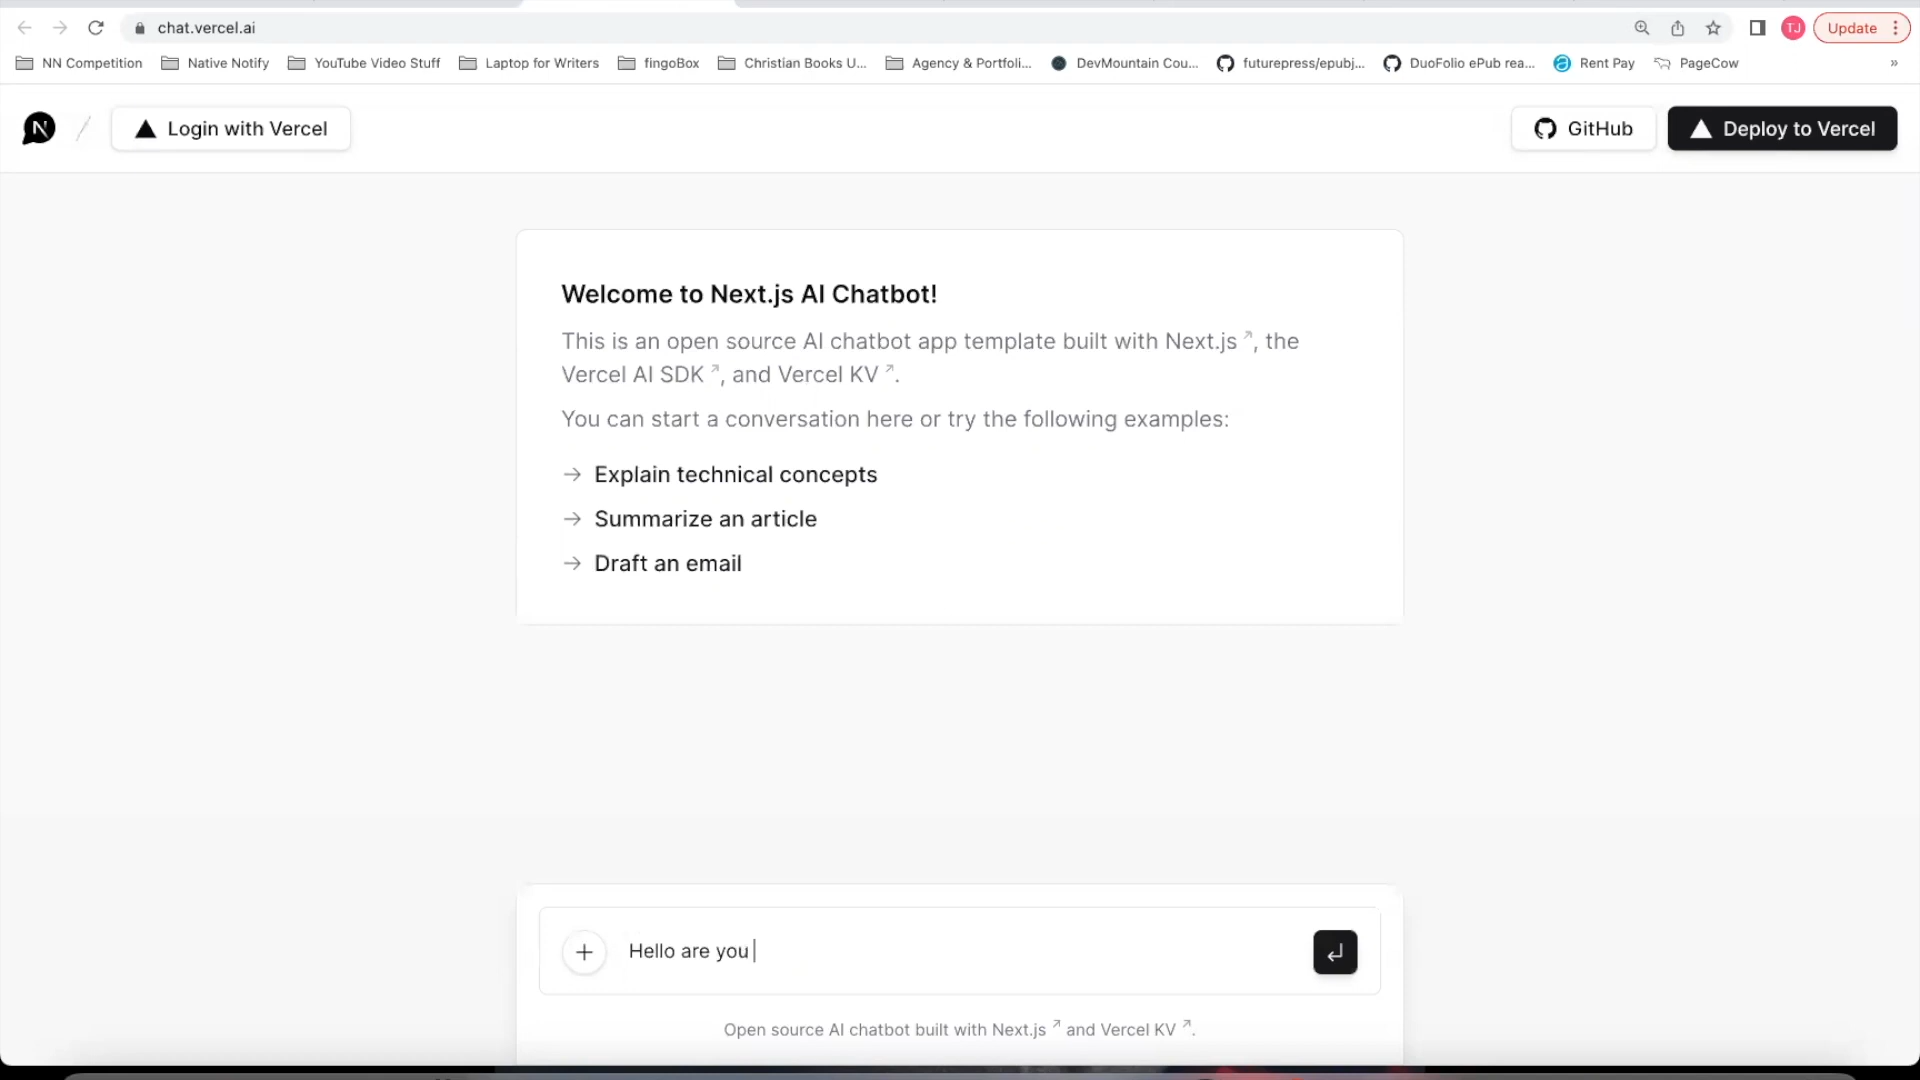 chat.vercel.ai
TJ
Update
NN Competition
Native Notify
YouTube Video Stuff
Laptop for Writers
fingoBox
Christian Books U...
Agency & Portfoli...
DevMountain Cou...
futurepress/epubj...
DuoFolio ePub rea...
Rent Pay
PageCow
»
N
Login with Vercel
GitHub
Deploy to Vercel
Welcome to Next.js AI Chatbot!
This is an open source AI chatbot app template built with Next.js, the
Vercel AI SDK, and Vercel KV.
You can start a conversation here or try the following examples:
Explain technical concepts
Summarize an article
Draft an email
Hello are you
Open source AI chatbot built with Next.js and Vercel KV.